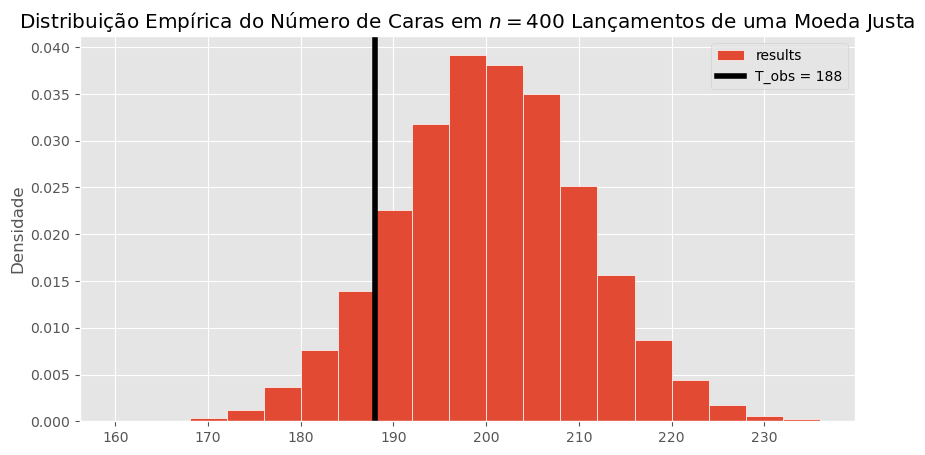 Distribuição Empírica do Número de Caras em n = 400 Lançamentos de uma Moeda Justa
results
T_obs = 188
Densidade
0.040
0.035
0.030
0.025
0.020
0.015
0.010
0.005
0.000
160 170 180 190 200 210 220 230